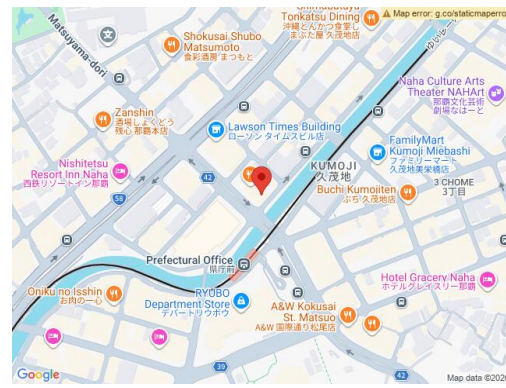 Matsuyama-dori
Shokusai Shubo
Matsumoto
食彩酒房 まつもと
Tonkatsu Dining
沖縄とんかつ食堂し
まぶた屋 久茂地店
Map error: g.co/staticmaperro
ゆいレール
Zanshin
酒場しょくどう
残心 那覇本店
Lawson Times Building
ローソン タイムスビル店
Naha Culture Arts
Theater NAHArt
那覇文化芸術
劇場なはーと
Nishitetsu
Resort Inn Naha
西鉄リゾートイン那覇
KUMOJI
久茂地
FamilyMart
Kumoji Miebashi
ファミリーマート
久茂地美栄橋店
42
58
Buchi Kumojiten
ぶち 久茂地店
3 CHOME
3丁目
Prefectural Office
県庁前
Oniku no Isshin
お肉の一心
RYUBO
Department Store
デパートリウボウ
Hotel Gracery Naha
ホテルグレイスリー那覇
A&W Kokusai
St. Matsuo
A&W 国際通り松尾店
42
39
Google
Map data ©2026